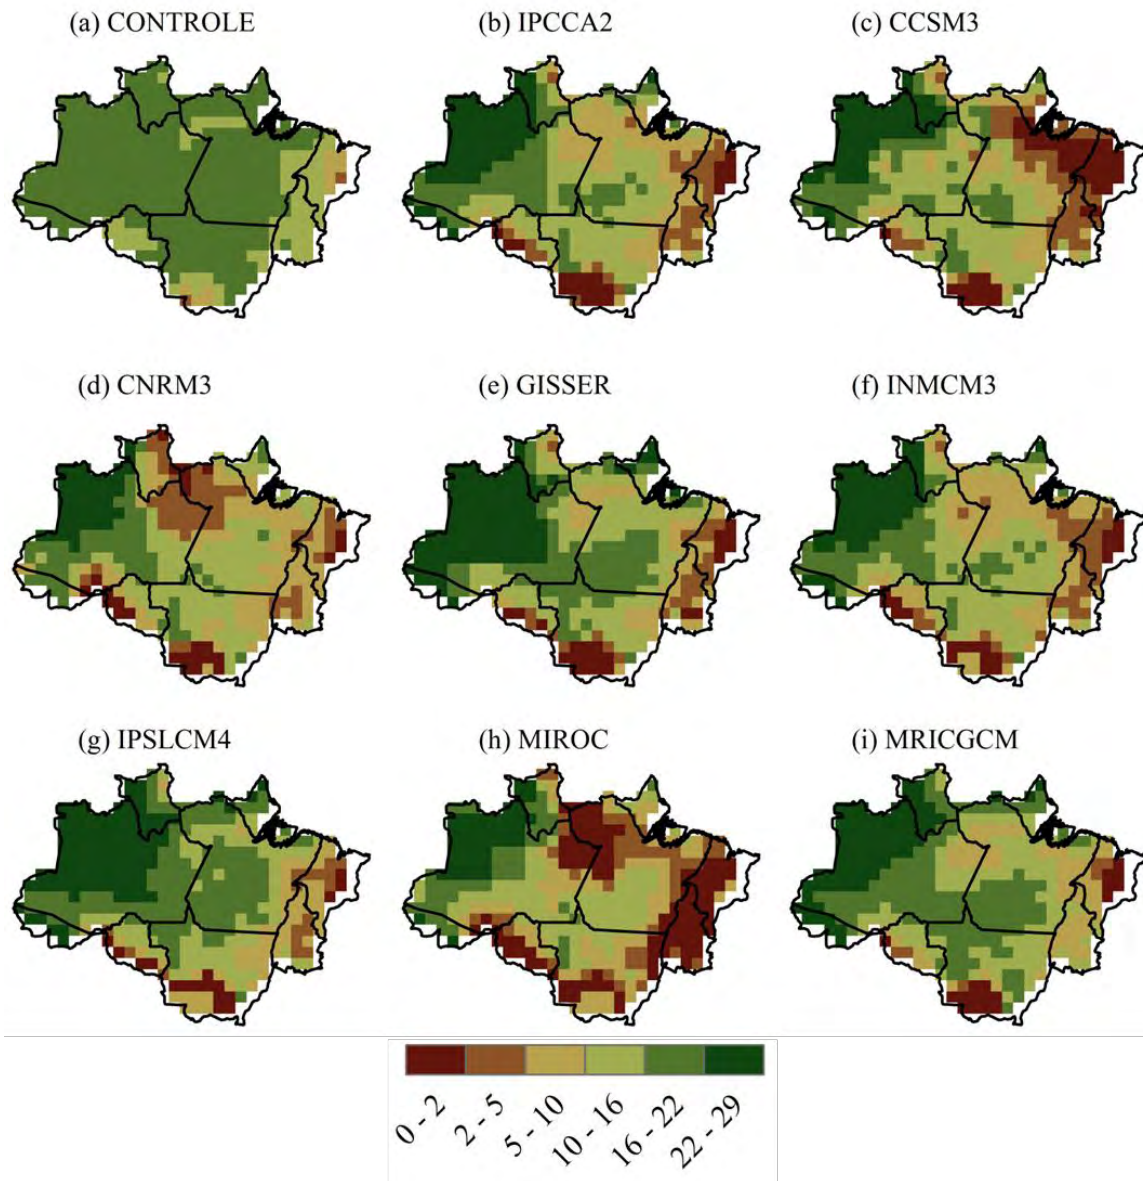 (a) CONTROLE (b) IPCCA2 (c) CCSM3
(d) CNRM3 (e) GISSER (f) INMCM3
(g) IPSLCM4 (h) MIROC (i) MRICGCM
0 - 2 2 - 5 5 - 10 10 - 16 16 - 22 22 - 29